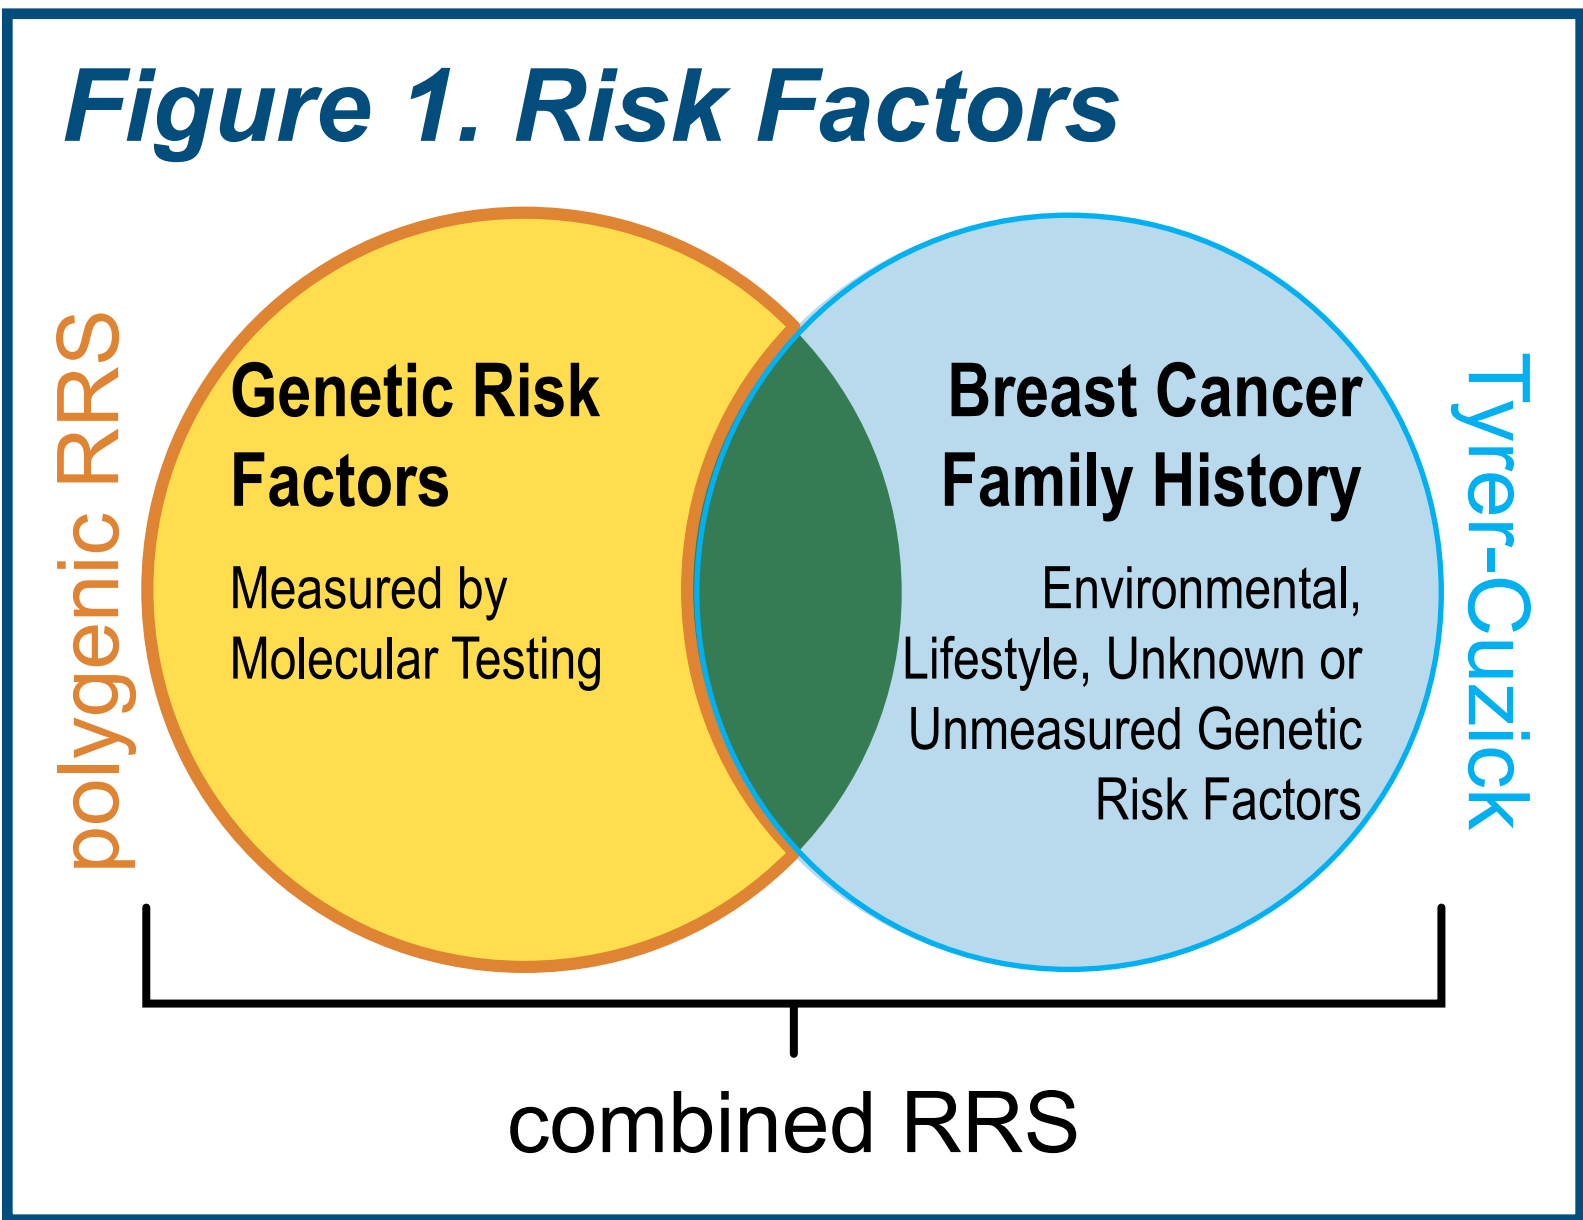 Figure 1. Risk Factors
polygenic RRS
Genetic Risk
Factors
Measured by
Molecular Testing
Breast Cancer
Family History
Environmental,
Lifestyle, Unknown or
Unmeasured Genetic
Risk Factors
Tyrer-Cuzick
combined RRS